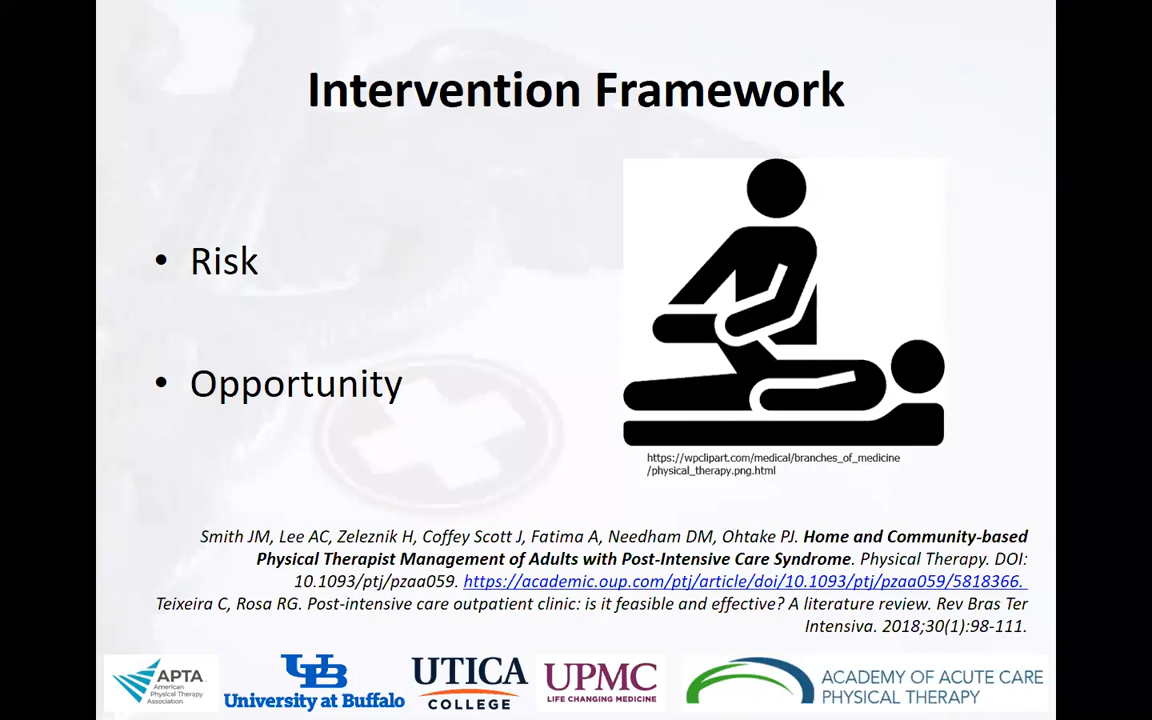 Intervention Framework
• Risk
• Opportunity
https://wpclipart.com/medical/branches_of_medicine
/physical_therapy.png.html
Smith JM, Lee AC, Zeleznik H, Coffey Scott J, Fatima A, Needham DM, Ohtake PJ. Home and Community-based
Physical Therapist Management of Adults with Post-Intensive Care Syndrome. Physical Therapy. DOI:
10.1093/ptj/pzaa059. https://academic.oup.com/ptj/article/doi/10.1093/ptj/pzaa059/5818366.
Teixeira C, Rosa RG. Post-intensive care outpatient clinic: is it feasible and effective? A literature review. Rev Bras Ter
Intensiva. 2018;30(1):98-111.
APTA
American
Physical Therapy
Association
UB
University at Buffalo
UTICA
COLLEGE
UPMC
LIFE CHANGING MEDICINE
ACADEMY OF ACUTE CARE
PHYSICAL THERAPY